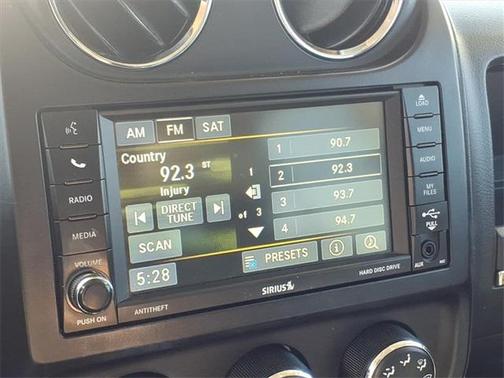 LOAD
AM FM SAT
MENU
Country
92.3 ST
Injury
1 90.7
2 92.3
3 93.7
4 94.7
1
of 3
DIRECT
TUNE
SCAN
5:28
PRESETS
RADIO
MEDIA
VOLUME
PUSH ON
ANTITHEFT
SIRIUS
HARD DISC DRIVE
AUDIO
MY
FILES
PULL
AUX